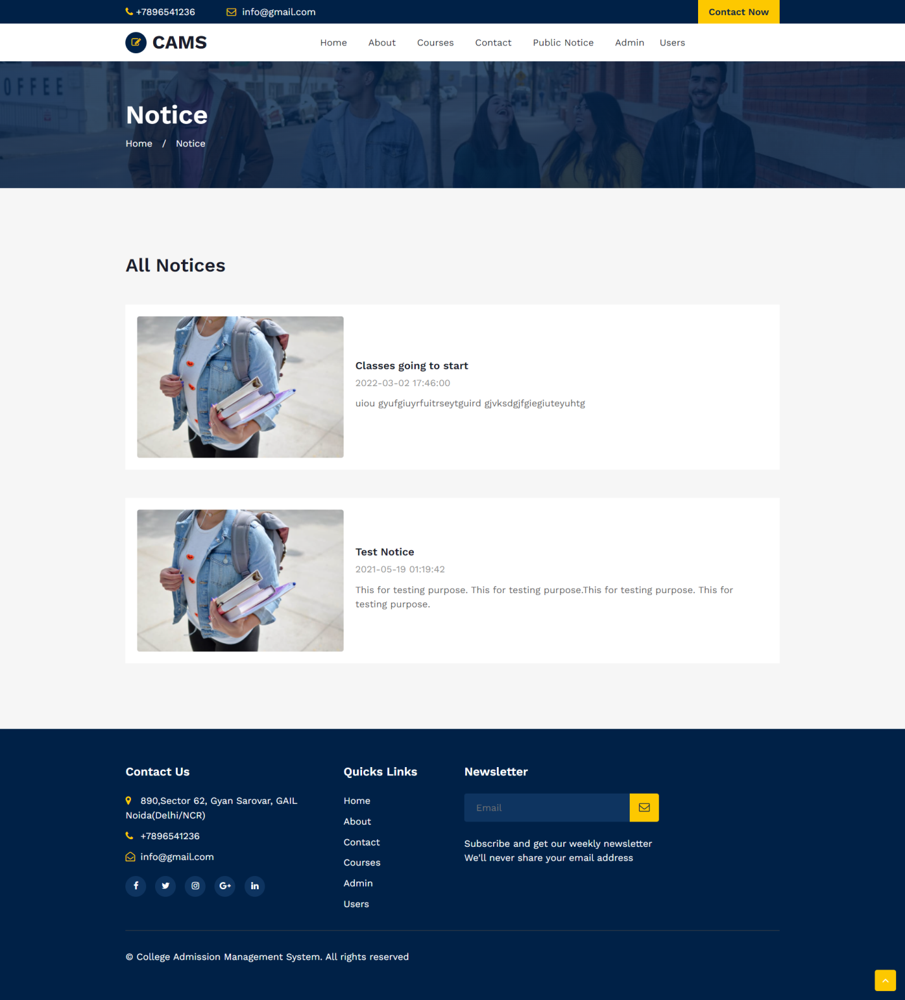 +7896541236
info@gmail.com
Contact Now
CAMS
Home
About
Courses
Contact
Public Notice
Admin
Users
OFFEE
Notice
Home / Notice
All Notices
Classes going to start
2022-03-02 17:46:00
uiou gyufgiuyrfuitrseytguird gjvksdgjfgiegiuteyuhtg
Test Notice
2021-05-19 01:19:42
This for testing purpose. This for testing purpose.This for testing purpose. This for
testing purpose.
Contact Us
890,Sector 62, Gyan Sarovar, GAIL
Noida(Delhi/NCR)
+7896541236
info@gmail.com
Quicks Links
Home
About
Contact
Courses
Admin
Users
Newsletter
Email
Subscribe and get our weekly newsletter
We'll never share your email address
© College Admission Management System. All rights reserved